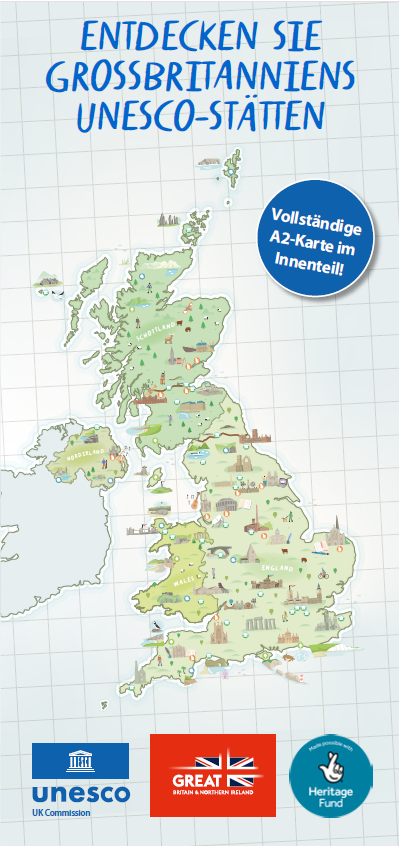 ENTDECKEN SIE
GROSSBRITANNIENS
UNESCO-STÄTTEN
Vollständige
A2-Karte im
Innenteil!
SCHOTTLAND
NORDIRLAND
ENGLAND
WALES
unesco
UK Commission
GREAT
BRITAIN & NORTHERN IRELAND
Made possible with
Heritage
Fund